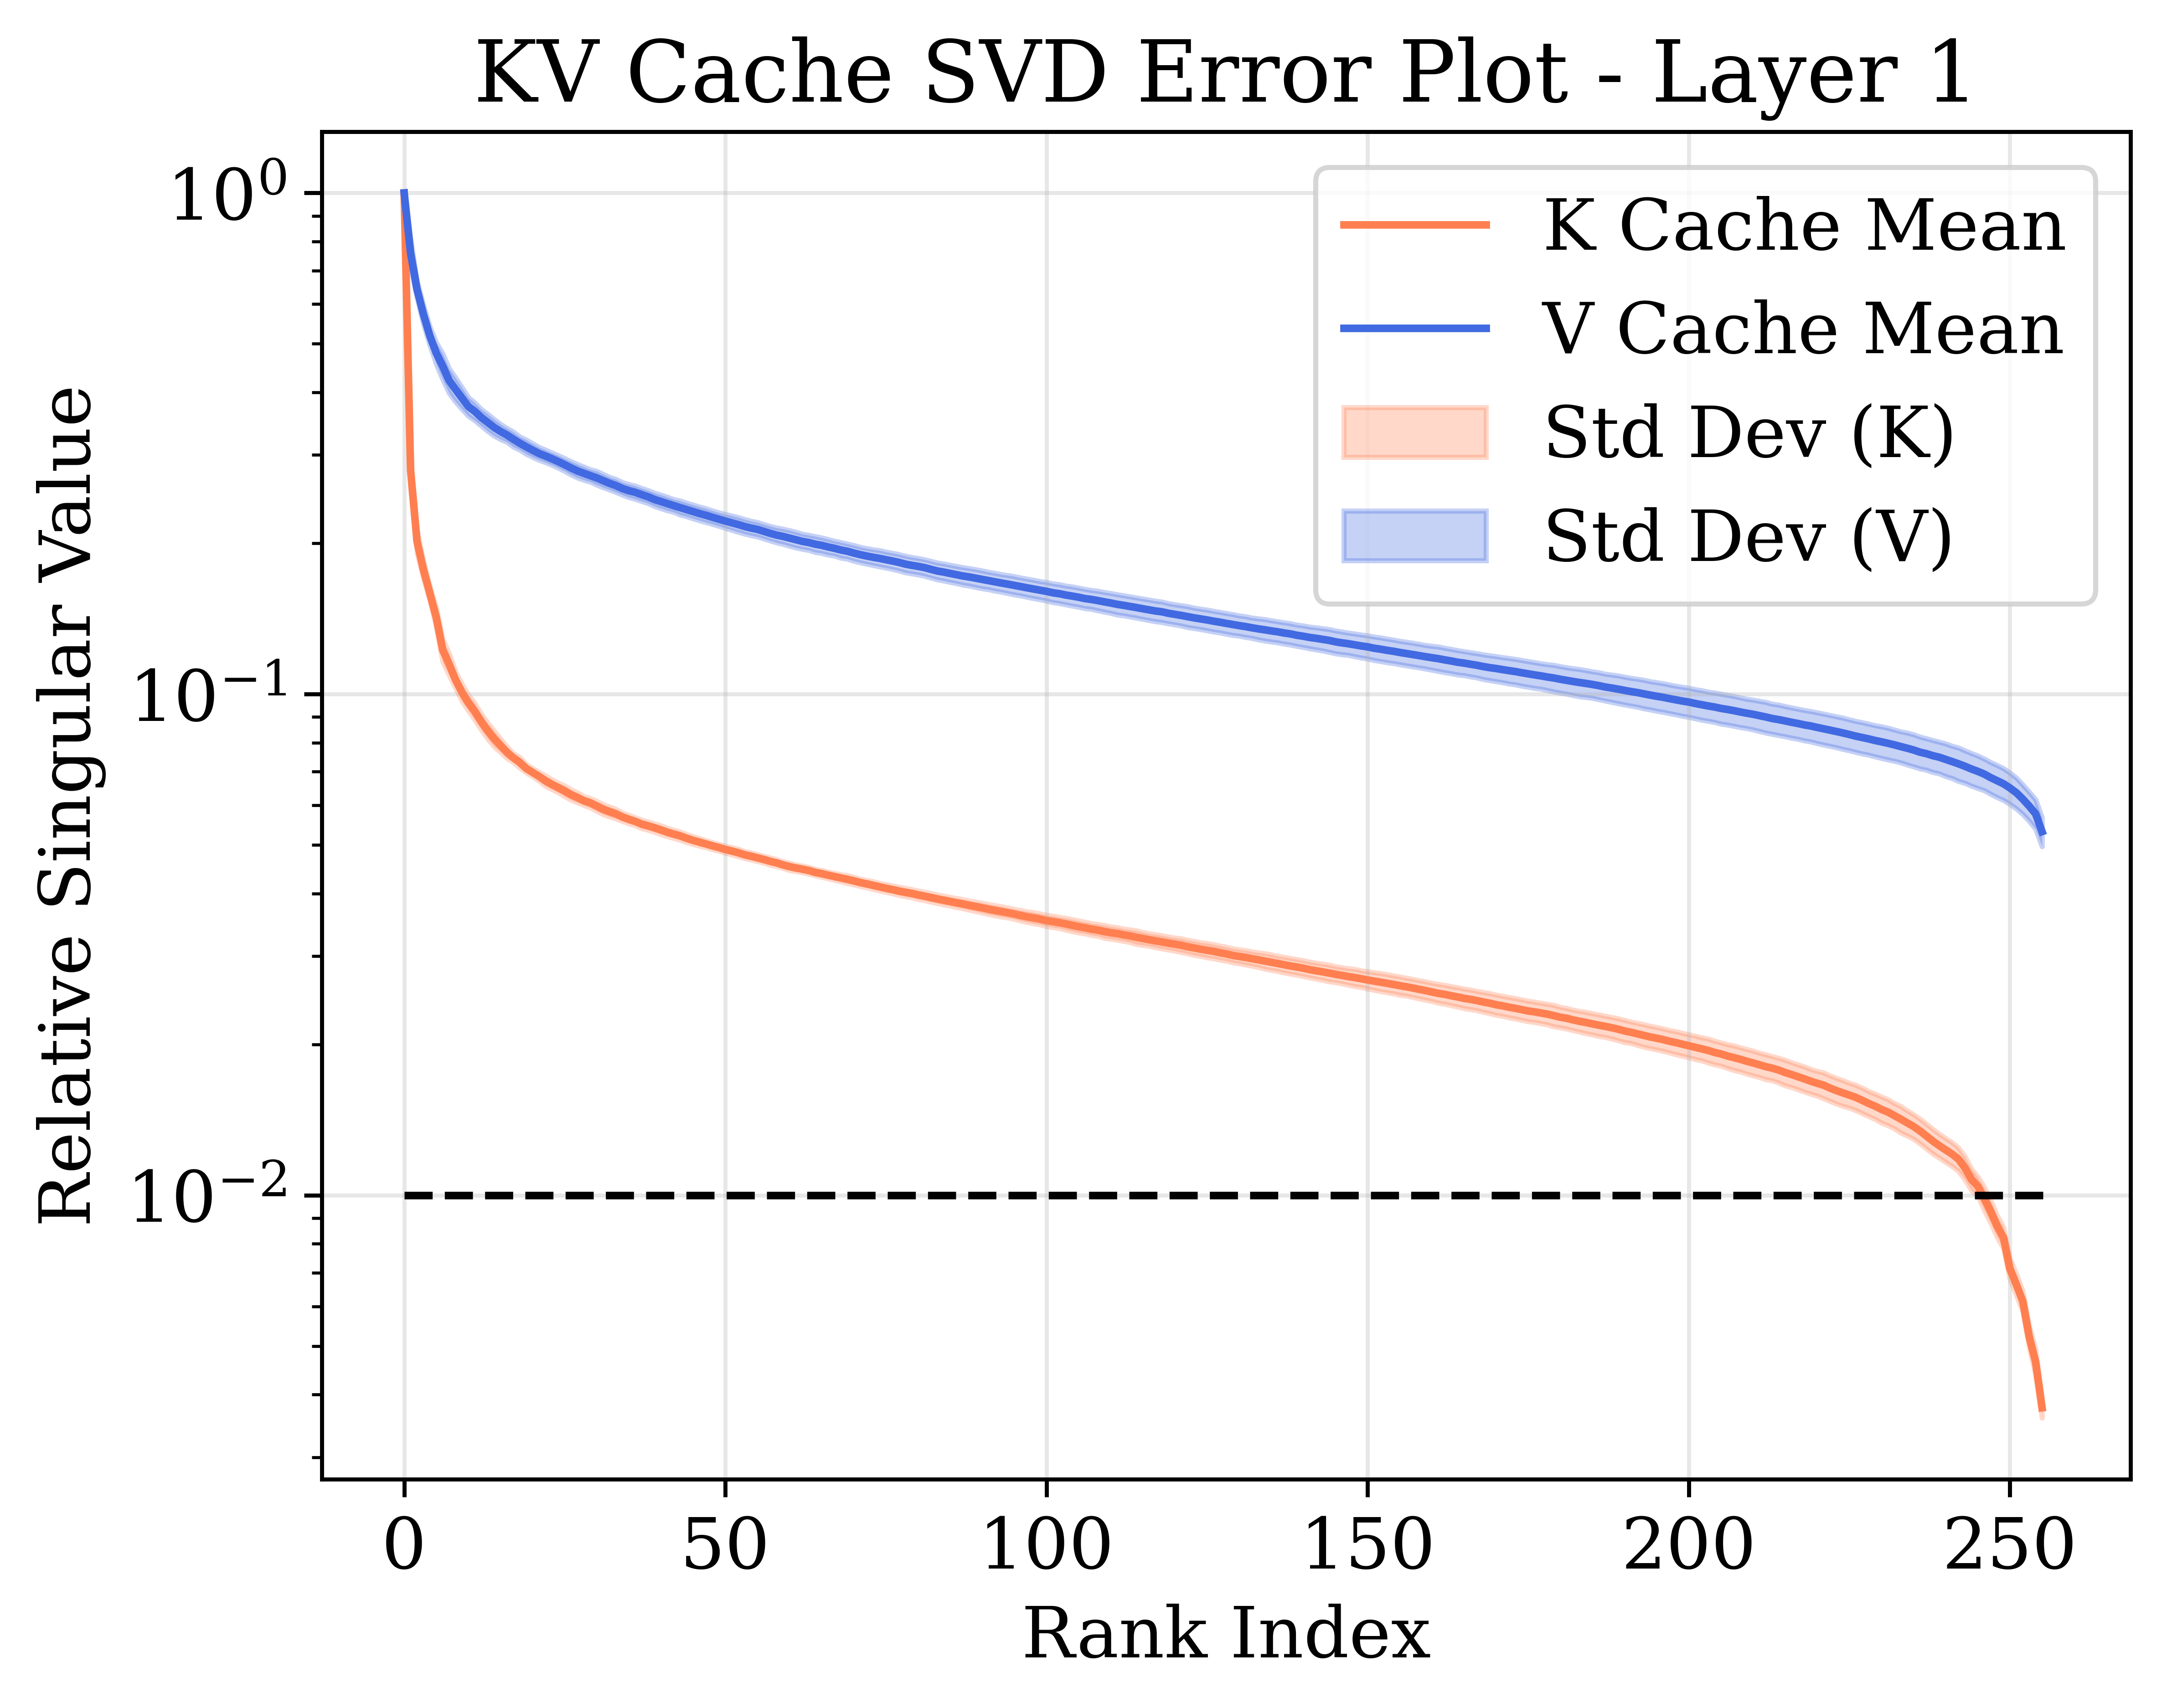 KV Cache SVD Error Plot - Layer 1
Relative Singular Value
10⁰
10⁻¹
10⁻²
K Cache Mean
V Cache Mean
Std Dev (K)
Std Dev (V)
0 50 100 150 200 250
Rank Index